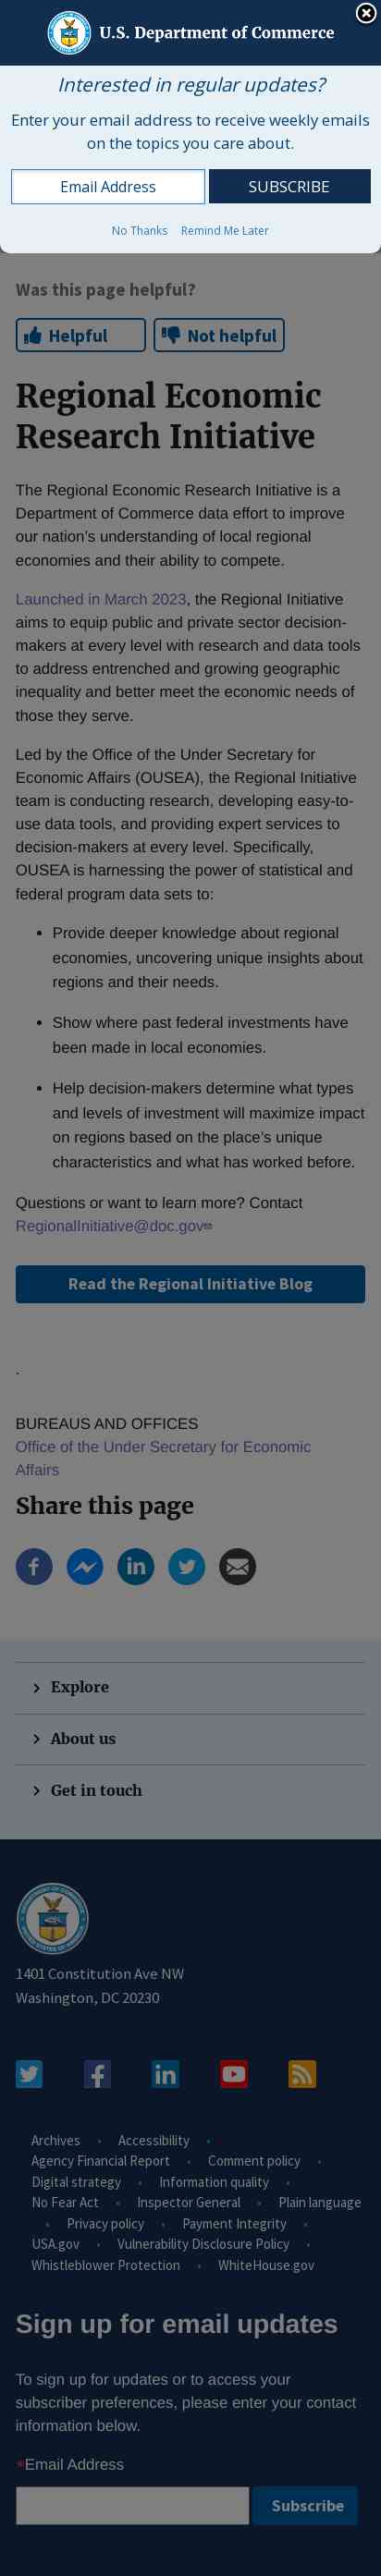 U.S. Department of Commerce
Interested in regular updates?
Enter your email address to receive weekly emails
on the topics you care about.
Email Address SUBSCRIBE
No Thanks Remind Me Later
Was this page helpful?
Helpful Not helpful
Regional Economic
Research Initiative
The Regional Economic Research Initiative is a
Department of Commerce data effort to improve
our nation's understanding of local regional
economies and their ability to compete.
Launched in March 2023, the Regional Initiative
aims to equip public and private sector decision-
makers at every level with research and data tools
to address entrenched and growing geographic
inequality and better meet the economic needs of
those they serve.
Led by the Office of the Under Secretary for
Economic Affairs (OUSEA), the Regional Initiative
team is conducting research, developing easy-to-
use data tools, and providing expert services to
decision-makers at every level. Specifically,
OUSEA is harnessing the power of statistical and
federal program data sets to:
• Provide deeper knowledge about regional
economies, uncovering unique insights about
regions and their needs.
• Show where past federal investments have
been made in local economies.
• Help decision-makers determine what types
and levels of investment will maximize impact
on regions based on the place's unique
characteristics and what has worked before.
Questions or want to learn more? Contact
RegionalInitiative@doc.gov
Read the Regional Initiative Blog
.
BUREAUS AND OFFICES
Office of the Under Secretary for Economic
Affairs
Share this page
Explore
About us
Get in touch
1401 Constitution Ave NW
Washington, DC 20230
Archives • Accessibility •
Agency Financial Report • Comment policy •
Digital strategy • Information quality •
No Fear Act • Inspector General • Plain language
• Privacy policy • Payment Integrity •
USA.gov • Vulnerability Disclosure Policy •
Whistleblower Protection • WhiteHouse.gov
Sign up for email updates
To sign up for updates or to access your
subscriber preferences, please enter your contact
information below.
*Email Address
Subscribe